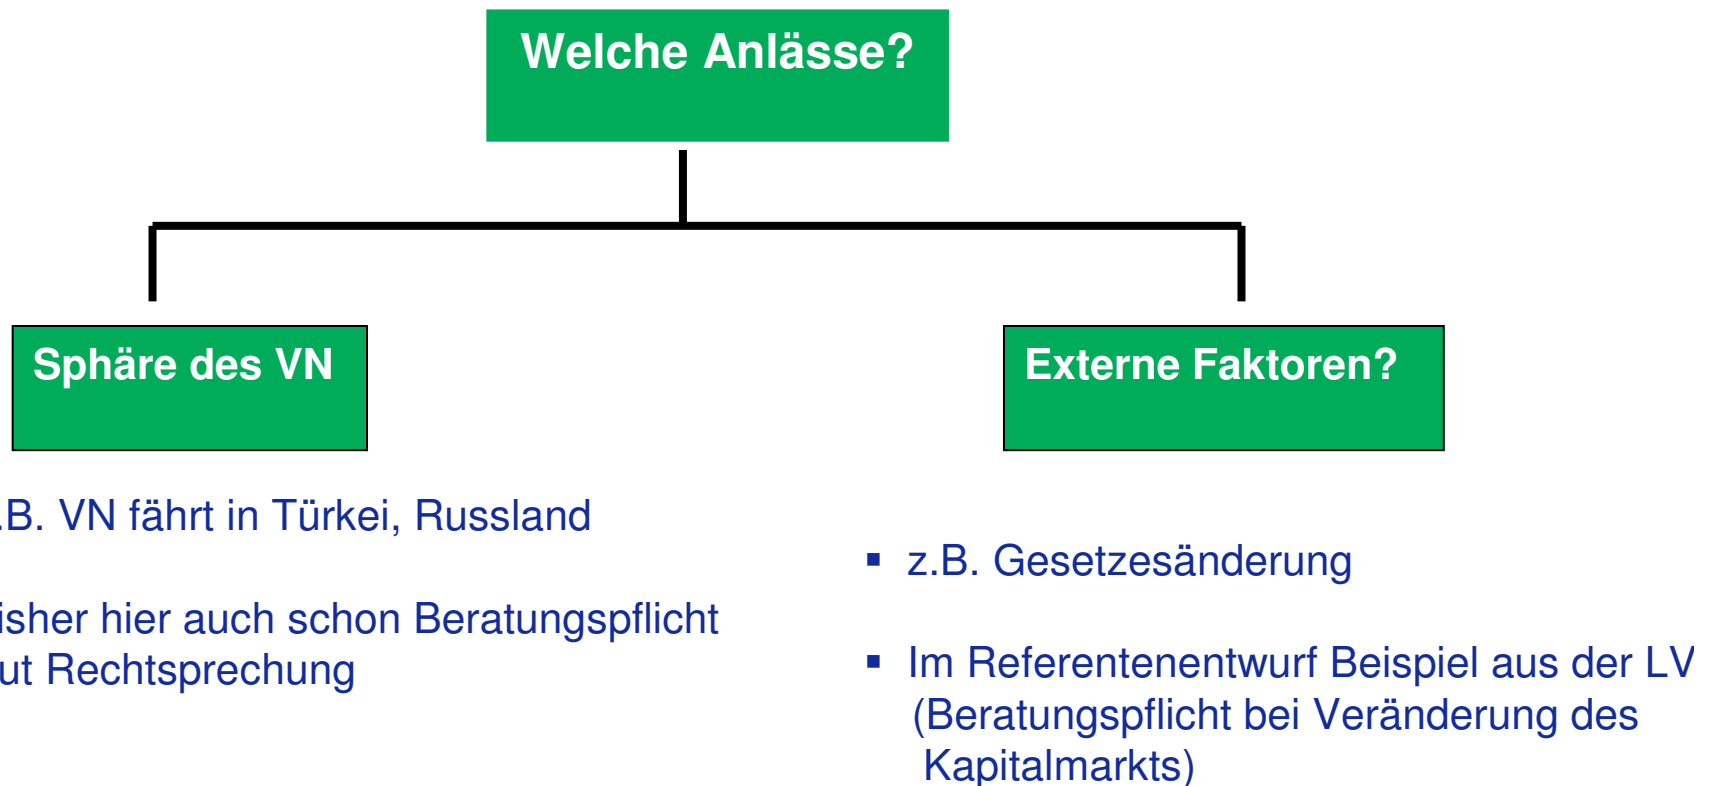 Welche Anlässe?
Sphäre des VN
Externe Faktoren?
.B. VN fährt in Türkei, Russland
isher hier auch schon Beratungspflicht
ut Rechtsprechung
▪ z.B. Gesetzesänderung
▪ Im Referentenentwurf Beispiel aus der LV
(Beratungspflicht bei Veränderung des
Kapitalmarkts)